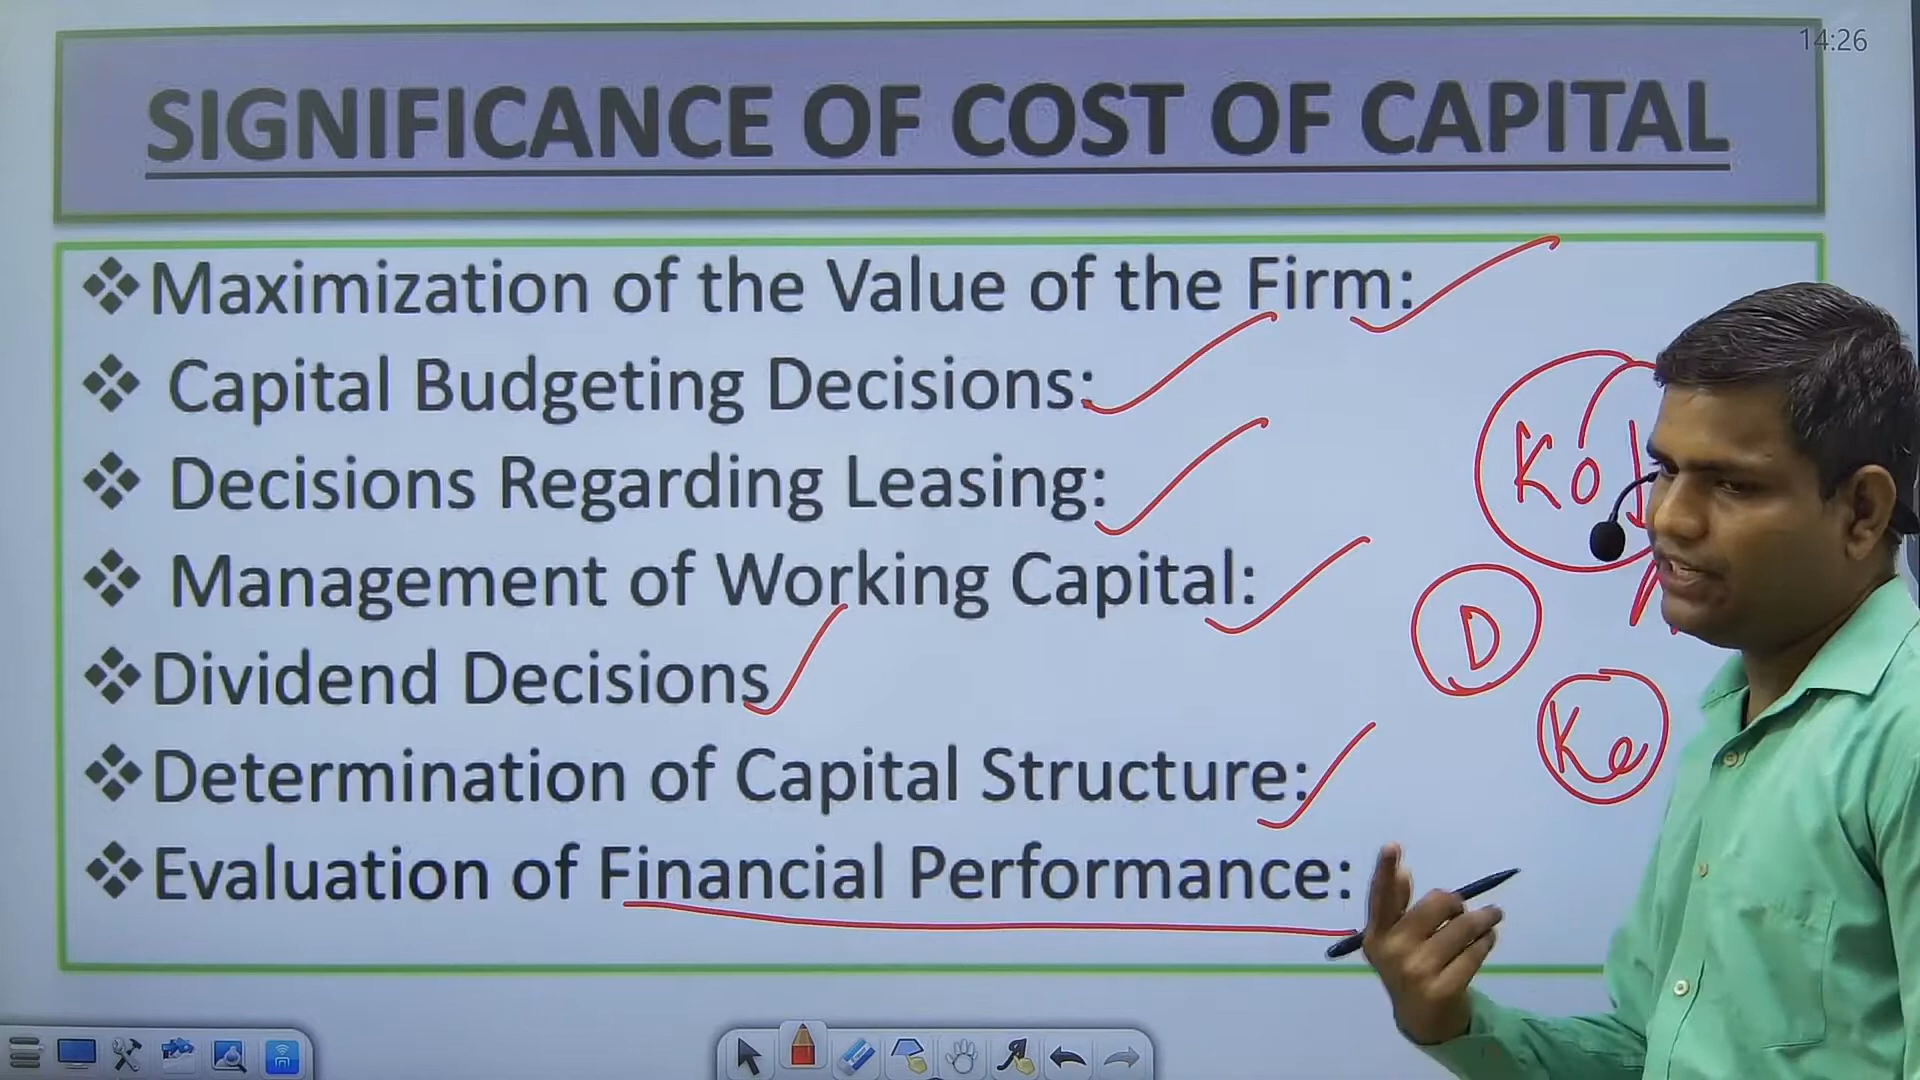 14:26
SIGNIFICANCE OF COST OF CAPITAL
❖Maximization of the Value of the Firm:
❖ Capital Budgeting Decisions:
❖ Decisions Regarding Leasing:
❖ Management of Working Capital:
❖Dividend Decisions
❖Determination of Capital Structure:
❖Evaluation of Financial Performance:
Ko
D
Ke